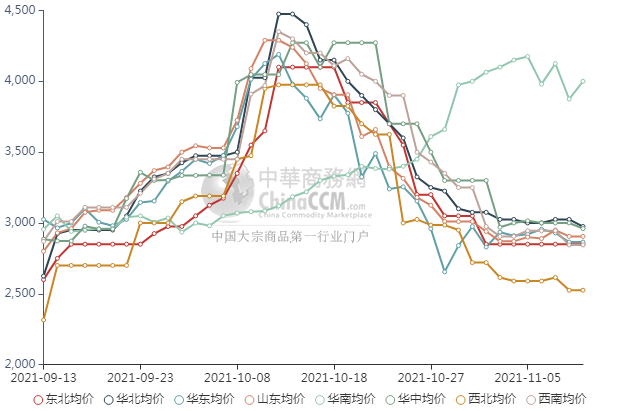 4,500
4,000
3,500
3,000
2,500
2,000
中華商務網
ChinaCCM.com
China Commodity Marketplace
中国大宗商品第一行业门户
2021-09-13 2021-09-23 2021-10-08 2021-10-18 2021-10-27 2021-11-05
东北均价 华北均价 华东均价 山东均价 华南均价 华中均价 西北均价 西南均价